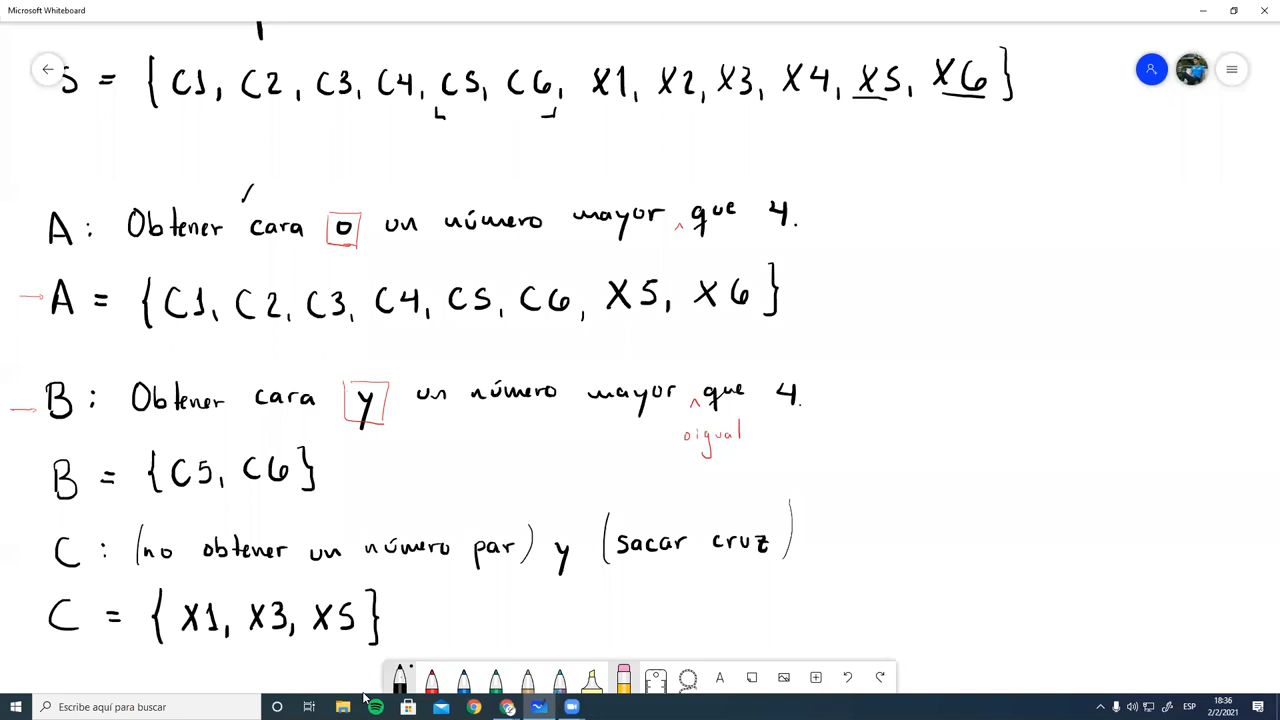 Microsoft Whiteboard
S = { C1, C2, C3, C4, C5, C6, X1, X2, X3, X4, X5, X6 }
A : Obtener cara o un número mayor que 4.
A = { C1, C2, C3, C4, C5, C6, X5, X6 }
B : Obtener cara y un número mayor que 4.
o igual
B = { C5, C6 }
C : (no obtener un número par) y (sacar cruz)
C = { X1, X3, X5 }
A
Escribe aquí para buscar
ESP
18:36
2/2/2021